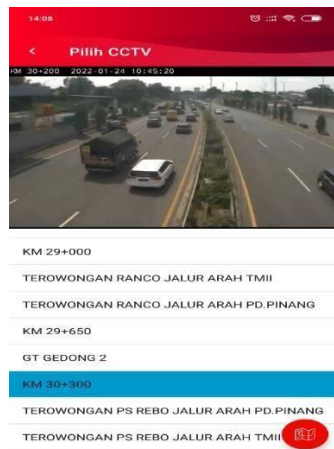 14:08
Pilih CCTV
KM 30+200 2022-01-24 10:45:20
KM 29+000
TEROWONGAN RANCO JALUR ARAH TMII
TEROWONGAN RANCO JALUR ARAH PD.PINANG
KM 29+650
GT GEDONG 2
KM 30+300
TEROWONGAN PS REBO JALUR ARAH PD.PINANG
TEROWONGAN PS REBO JALUR ARAH TMII